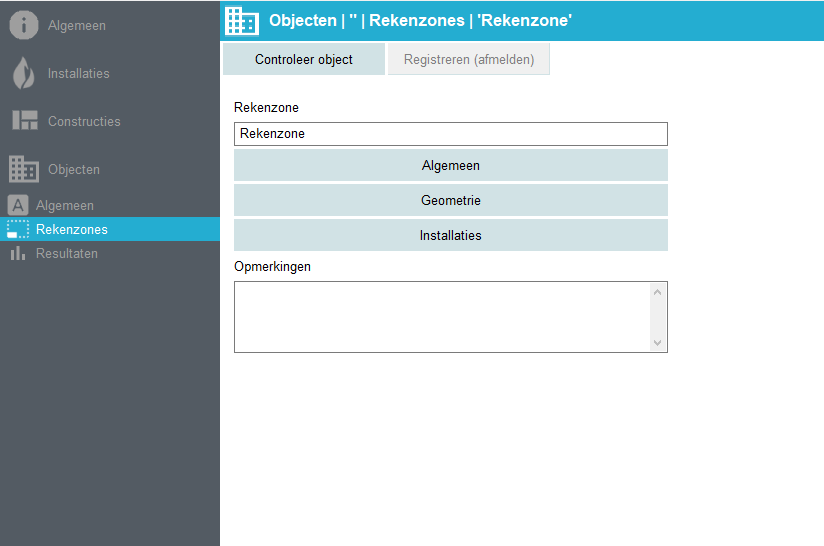 Algemeen
Installaties
Constructies
Objecten
A Algemeen
Rekenzones
Resultaten
Objecten | '' | Rekenzones | 'Rekenzone'
Controleer object
Registreren (afmelden)
Rekenzone
Rekenzone
Algemeen
Geometrie
Installaties
Opmerkingen